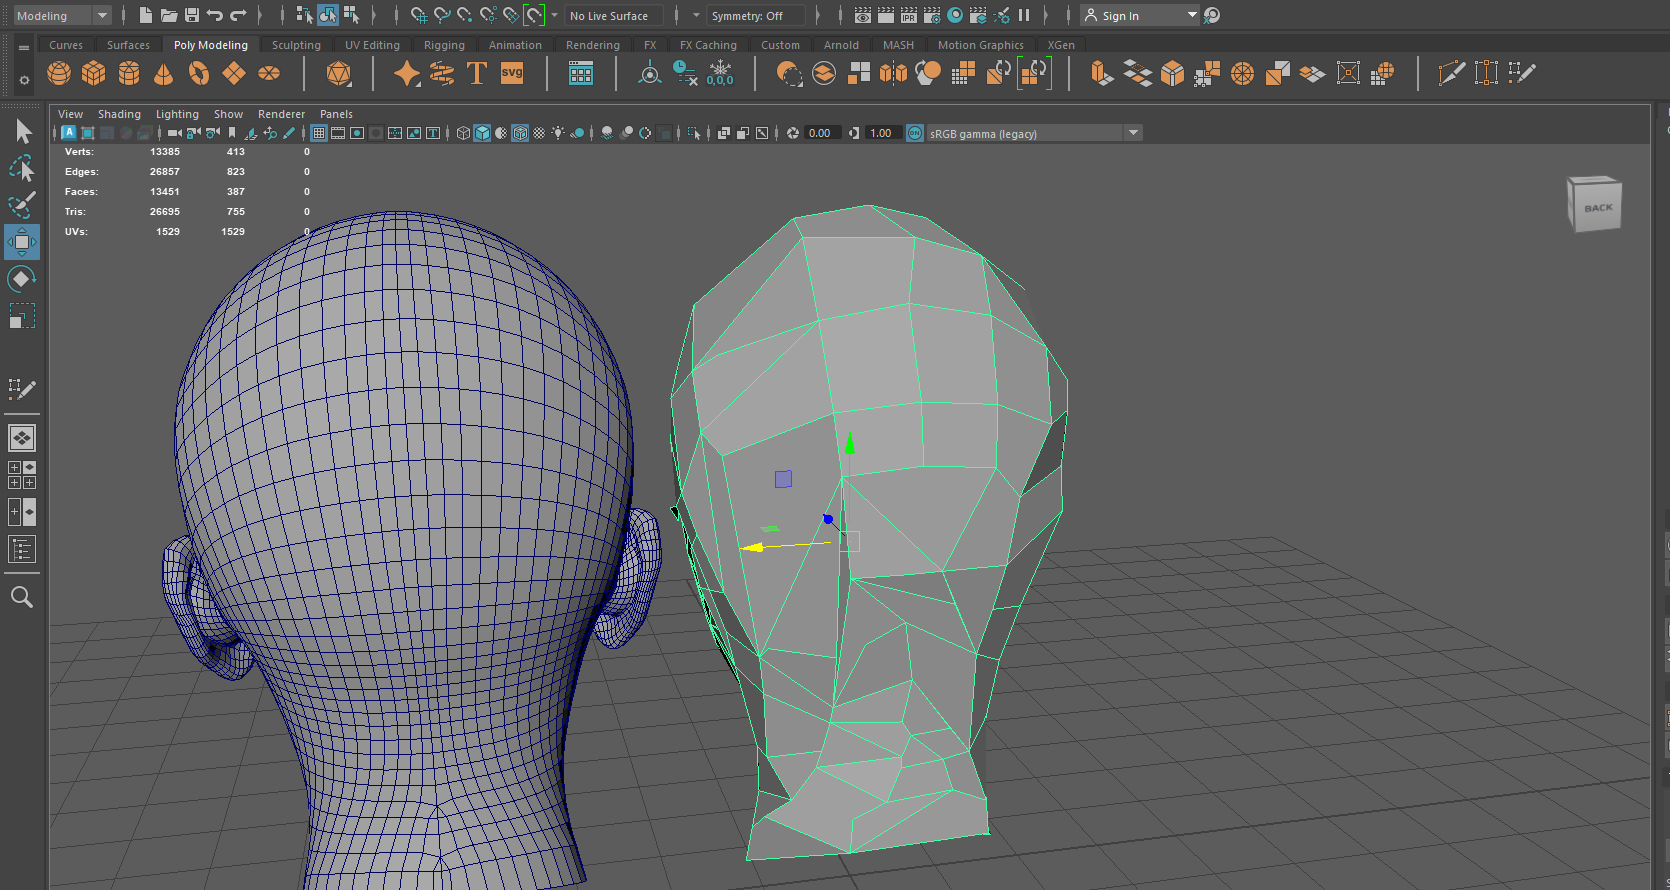 Modeling No Live Surface Symmetry: Off IPR Sign In
Curves Surfaces Poly Modeling Sculpting UV Editing Rigging Animation Rendering FX FX Caching Custom Arnold MASH Motion Graphics XGen
T SVG 0,0,0
View Shading Lighting Show Renderer Panels
A T 0.00 1.00 ON sRGB gamma (legacy)
Verts: 13385 413 0
Edges: 26857 823 0
Faces: 13451 387 0
Tris: 26695 755 0
UVs: 1529 1529 0
BACK